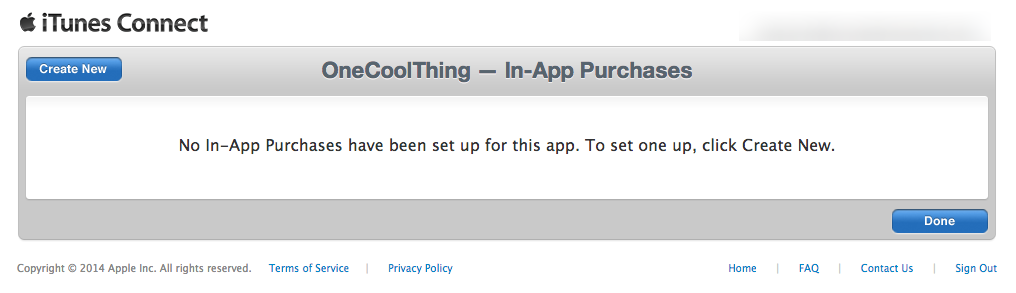 iTunes Connect
Create New
OneCoolThing — In-App Purchases
No In-App Purchases have been set up for this app. To set one up, click Create New.
Done
Copyright © 2014 Apple Inc. All rights reserved. Terms of Service | Privacy Policy Home | FAQ | Contact Us | Sign Out